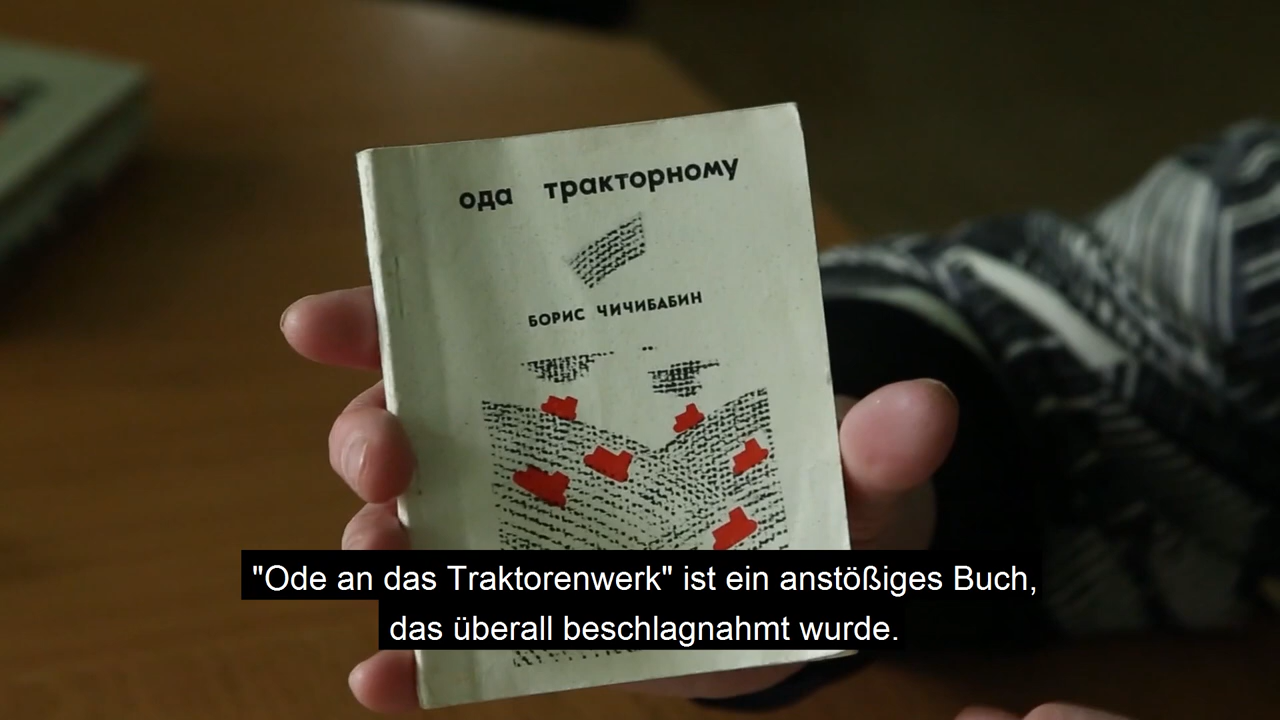 ода тракторному
БОРИС ЧИЧИБАБИН
"Ode an das Traktorenwerk" ist ein anstößiges Buch,
das überall beschlagnahmt wurde.